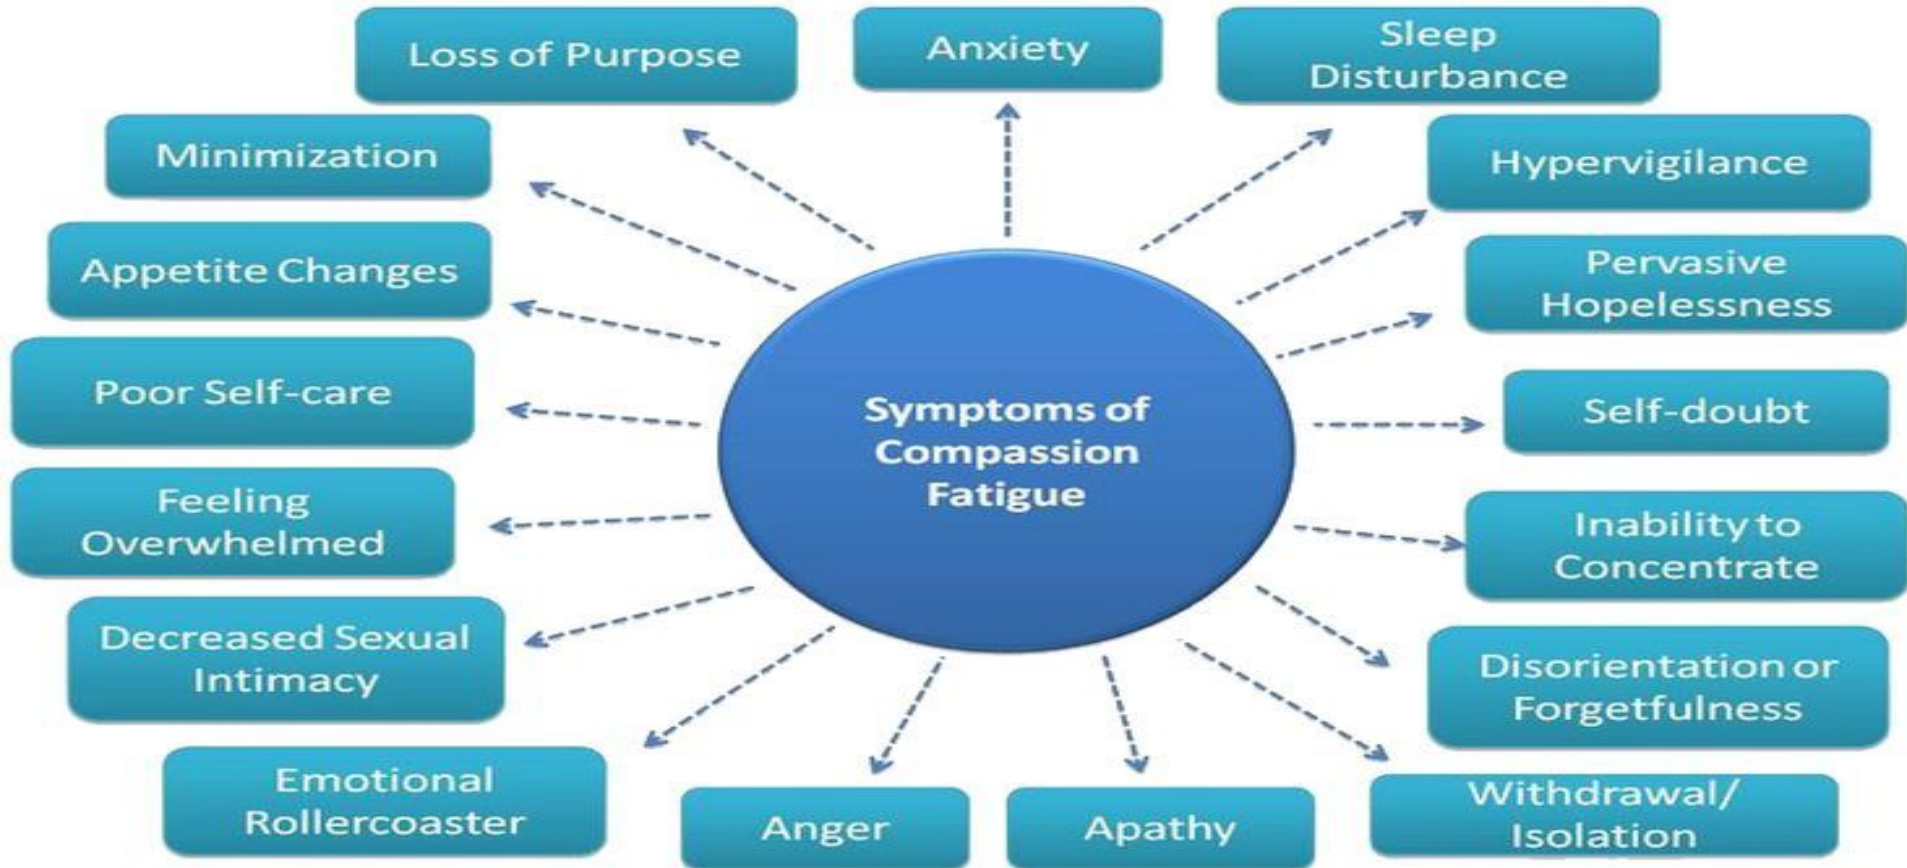 Loss of Purpose
Anxiety
Sleep
Disturbance
Minimization
Hypervigilance
Appetite Changes
Pervasive
Hopelessness
Poor Self-care
Symptoms of
Compassion
Fatigue
Self-doubt
Feeling
Overwhelmed
Inability to
Concentrate
Decreased Sexual
Intimacy
Disorientation or
Forgetfulness
Emotional
Rollercoaster
Anger
Apathy
Withdrawal/
Isolation